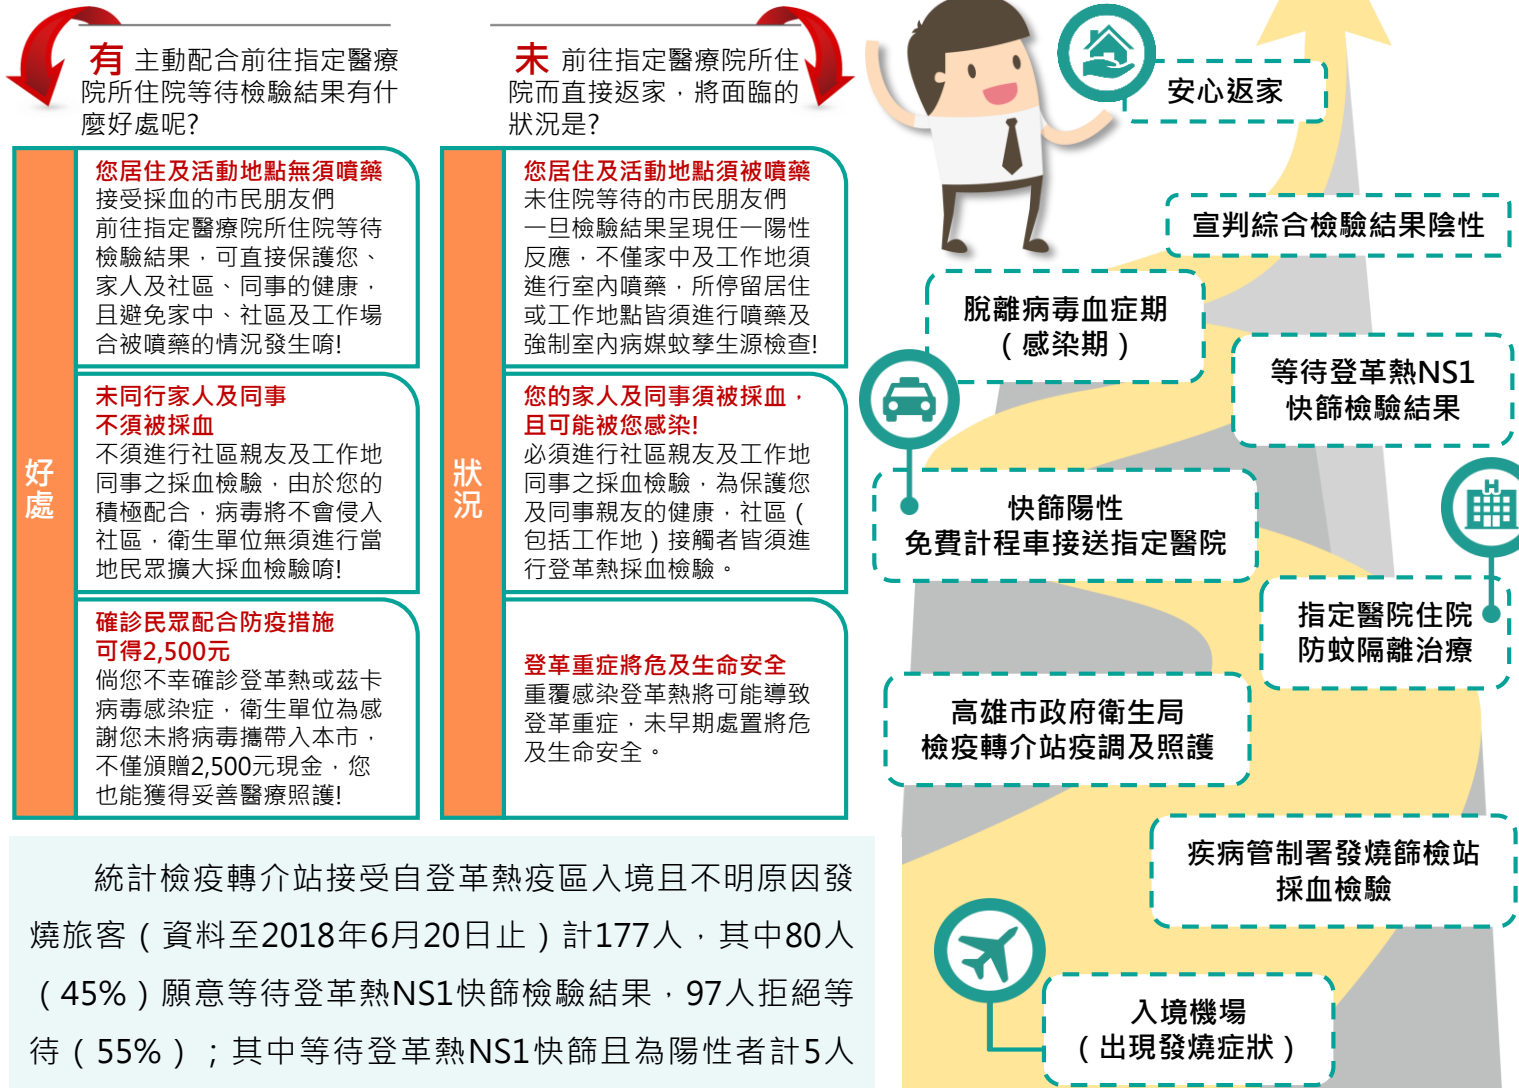 有 主動配合前往指定醫療
院所住院等待檢驗結果有什
麼好處呢?
未 前往指定醫療院所住
院而直接返家，將面臨的
狀況是?
好處
您居住及活動地點無須噴藥
接受採血的市民朋友們
前往指定醫療院所住院等待
檢驗結果，可直接保護您、
家人及社區、同事的健康，
且避免家中、社區及工作場
合被噴藥的情況發生唷!
未同行家人及同事
不須被採血
不須進行社區親友及工作地
同事之採血檢驗，由於您的
積極配合，病毒將不會侵入
社區，衛生單位無須進行當
地民眾擴大採血檢驗唷!
確診民眾配合防疫措施
可得2,500元
倘您不幸確診登革熱或茲卡
病毒感染症，衛生單位為感
謝您未將病毒攜帶入本市，
不僅頒贈2,500元現金，您
也能獲得妥善醫療照護!
狀況
您居住及活動地點須被噴藥
未住院等待的市民朋友們
一旦檢驗結果呈現任一陽性
反應，不僅家中及工作地須
進行室內噴藥，所停留居住
或工作地點皆須進行噴藥及
強制室內病媒蚊孳生源檢查!
您的家人及同事須被採血，
且可能被您感染!
必須進行社區親友及工作地
同事之採血檢驗，為保護您
及同事親友的健康，社區（
包括工作地）接觸者皆須進
行登革熱採血檢驗。
登革重症將危及生命安全
重覆感染登革熱將可能導致
登革重症，未早期處置將危
及生命安全。
統計檢疫轉介站接受自登革熱疫區入境且不明原因發
燒旅客（資料至2018年6月20日止）計177人，其中80人
（45%）願意等待登革熱NS1快篩檢驗結果，97人拒絕等
待（55%）；其中等待登革熱NS1快篩且為陽性者計5人
安心返家
宣判綜合檢驗結果陰性
脫離病毒血症期
（感染期）
等待登革熱NS1
快篩檢驗結果
快篩陽性
免費計程車接送指定醫院
H
指定醫院住院
防蚊隔離治療
高雄市政府衛生局
檢疫轉介站疫調及照護
疾病管制署發燒篩檢站
採血檢驗
入境機場
（出現發燒症狀）